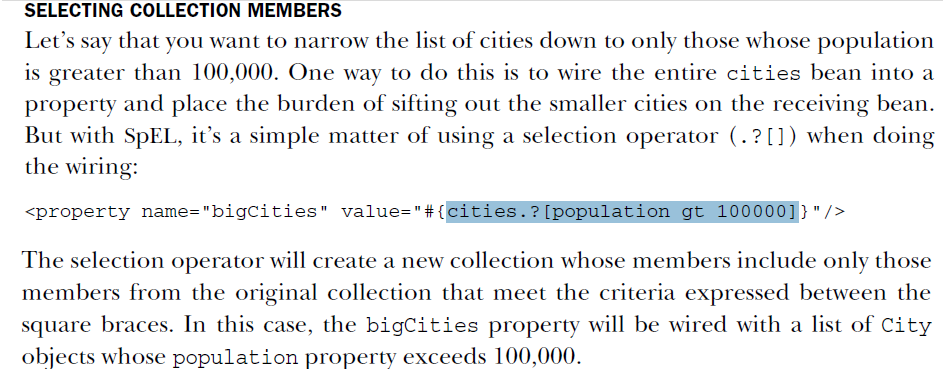 SELECTING COLLECTION MEMBERS
Let’s say that you want to narrow the list of cities down to only those whose population
is greater than 100,000. One way to do this is to wire the entire cities bean into a
property and place the burden of sifting out the smaller cities on the receiving bean.
But with SpEL, it’s a simple matter of using a selection operator (.?[]) when doing
the wiring:
<property name="bigCities" value="#{cities.?[population gt 100000]}"/>
The selection operator will create a new collection whose members include only those
members from the original collection that meet the criteria expressed between the
square braces. In this case, the bigCities property will be wired with a list of City
objects whose population property exceeds 100,000.